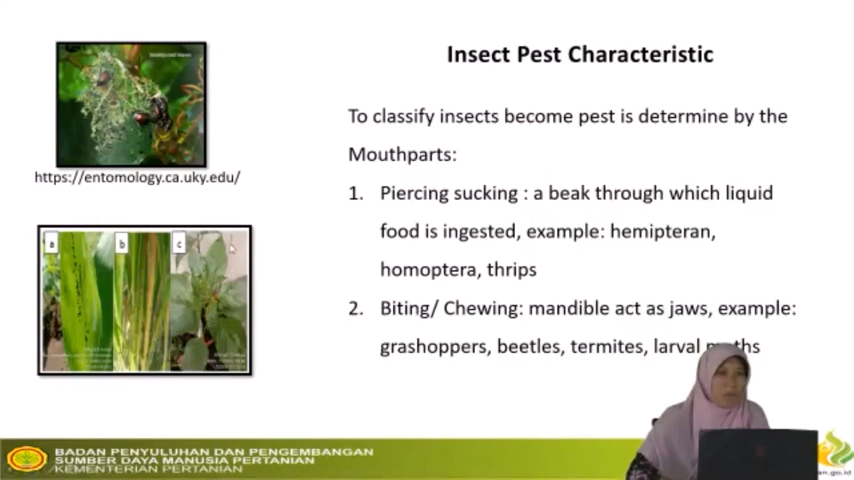 Insect Pest Characteristic
https://entomology.ca.uky.edu/
To classify insects become pest is determine by the
Mouthparts:
1. Piercing sucking : a beak through which liquid
food is ingested, example: hemipteran,
homoptera, thrips
2. Biting/ Chewing: mandible act as jaws, example:
grashoppers, beetles, termites, larval moths
a
b
c
BADAN PENYULUHAN DAN PENGEMBANGAN
SUMBER DAYA MANUSIA PERTANIAN
KEMENTERIAN PERTANIAN